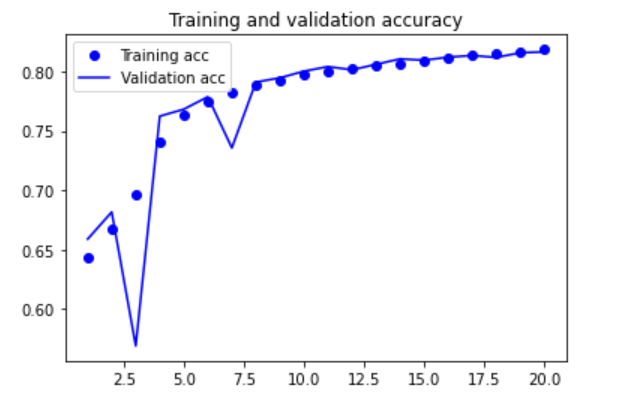 Training and validation accuracy
Training acc
Validation acc
0.80
0.75
0.70
0.65
0.60
2.5 5.0 7.5 10.0 12.5 15.0 17.5 20.0